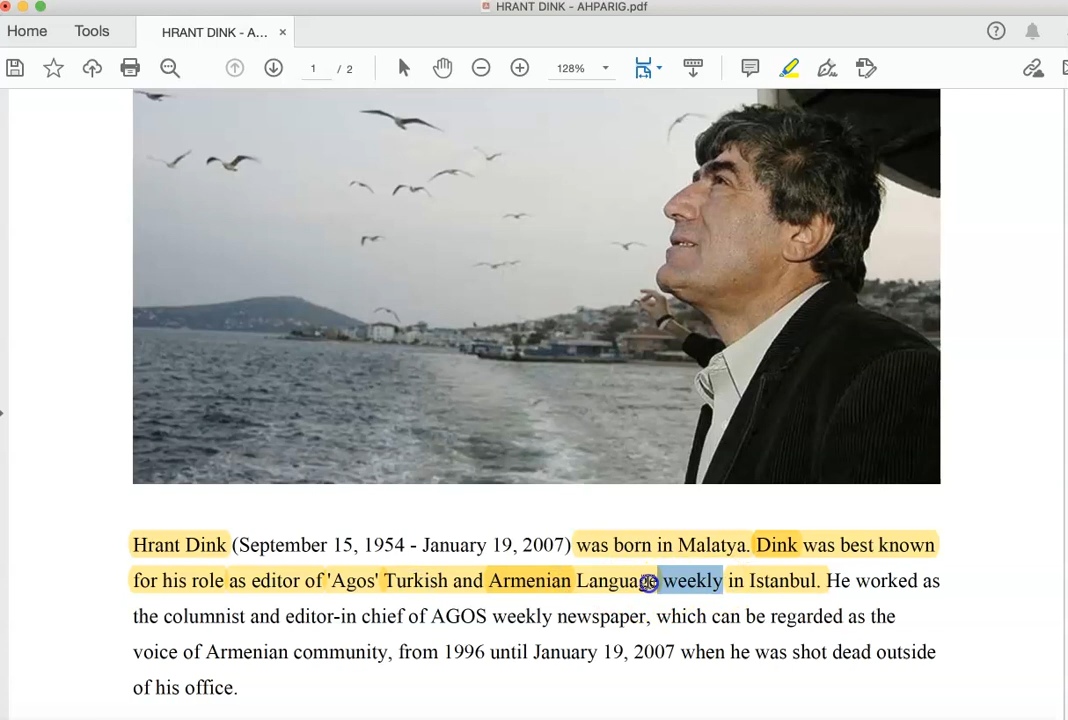 HRANT DINK - AHPARIG.pdf
Home
Tools
HRANT DINK - A...
1
/ 2
128%
Hrant Dink (September 15, 1954 - January 19, 2007) was born in Malatya. Dink was best known
for his role as editor of 'Agos' Turkish and Armenian Language weekly in Istanbul. He worked as
the columnist and editor-in chief of AGOS weekly newspaper, which can be regarded as the
voice of Armenian community, from 1996 until January 19, 2007 when he was shot dead outside
of his office.